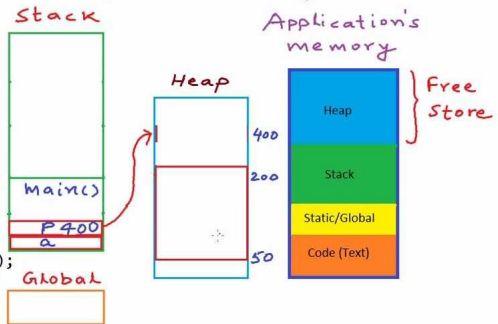 Stack
Application's
memory
Heap
Free
Store
Heap
400
200
Stack
main()
P 400
a
);
Static/Global
50
Code (Text)
Global